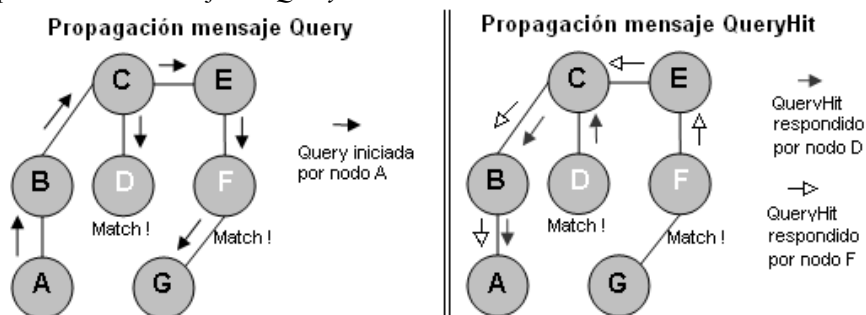 Propagación mensaje Query
C
E
B
D
F
Match !
Match !
A
G
Query iniciada
por nodo A
Propagación mensaje QueryHit
C
E
B
D
F
Match !
Match !
A
G
QueryHit
respondido
por nodo D
QueryHit
respondido
por nodo F